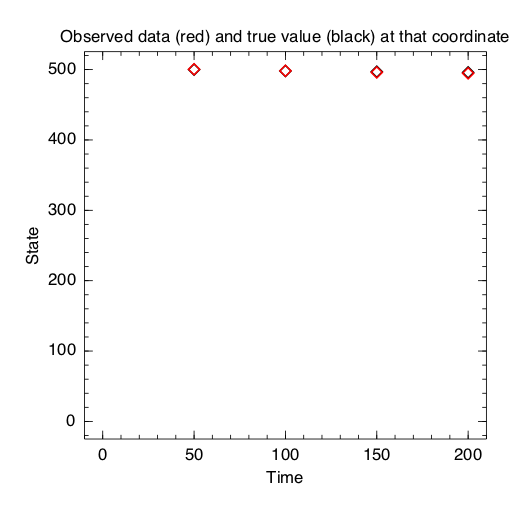 Observed data (red) and true value (black) at that coordinate
500
400
300
200
100
0
State
0 50 100 150 200
Time